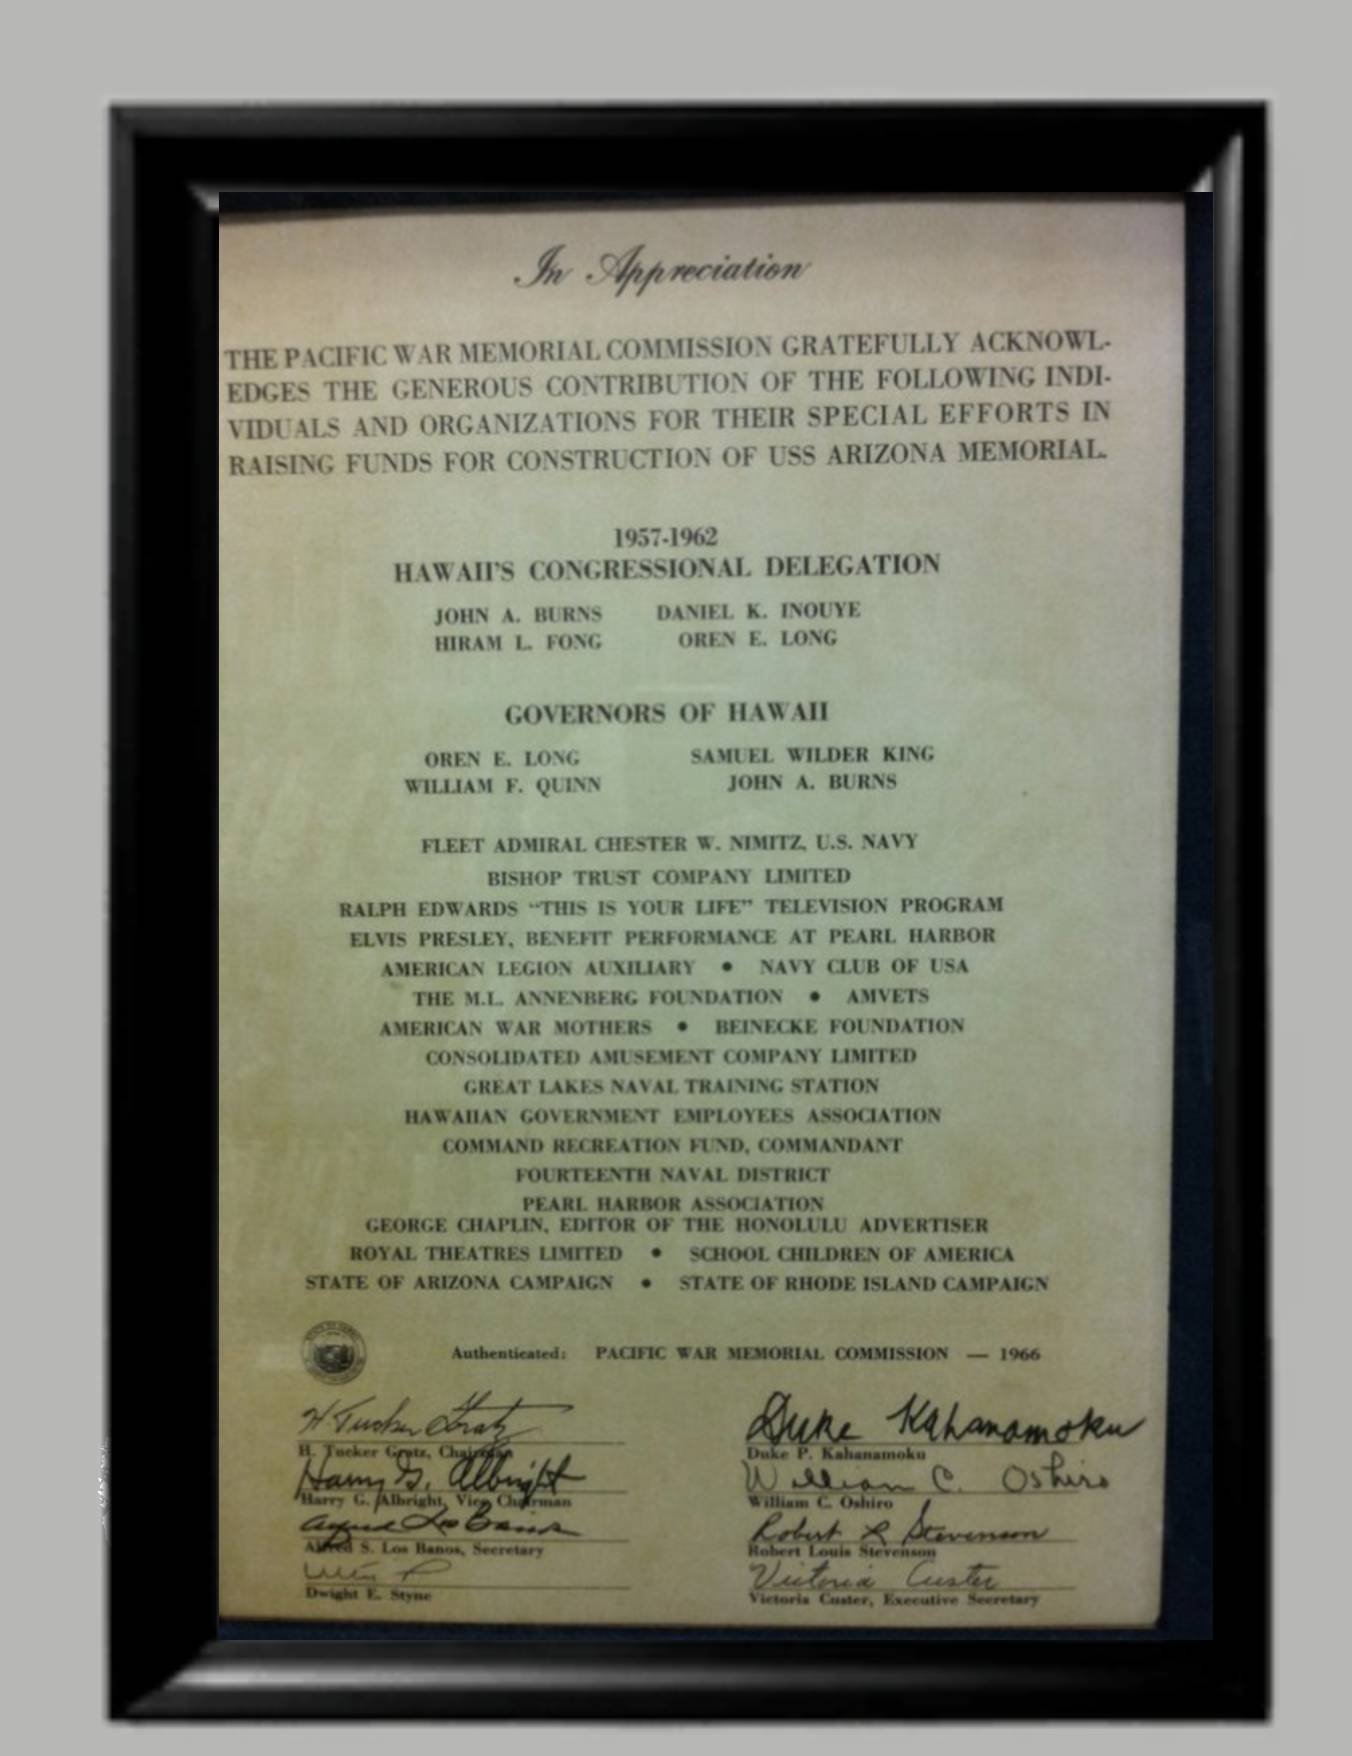 In Appreciation
THE PACIFIC WAR MEMORIAL COMMISSION GRATEFULLY ACKNOWL-
EDGES THE GENEROUS CONTRIBUTION OF THE FOLLOWING INDI-
VIDUALS AND ORGANIZATIONS FOR THEIR SPECIAL EFFORTS IN
RAISING FUNDS FOR CONSTRUCTION OF USS ARIZONA MEMORIAL.
1957-1962
HAWAII'S CONGRESSIONAL DELEGATION
JOHN A. BURNS DANIEL K. INOUYE
HIRAM L. FONG OREN E. LONG
GOVERNORS OF HAWAII
OREN E. LONG SAMUEL WILDER KING
WILLIAM F. QUINN JOHN A. BURNS
FLEET ADMIRAL CHESTER W. NIMITZ, U.S. NAVY
BISHOP TRUST COMPANY LIMITED
RALPH EDWARDS "THIS IS YOUR LIFE" TELEVISION PROGRAM
ELVIS PRESLEY, BENEFIT PERFORMANCE AT PEARL HARBOR
AMERICAN LEGION AUXILIARY • NAVY CLUB OF USA
THE M.L. ANNENBERG FOUNDATION • AMVETS
AMERICAN WAR MOTHERS • BEINECKE FOUNDATION
CONSOLIDATED AMUSEMENT COMPANY LIMITED
GREAT LAKES NAVAL TRAINING STATION
HAWAIIAN GOVERNMENT EMPLOYEES ASSOCIATION
COMMAND RECREATION FUND, COMMANDANT
FOURTEENTH NAVAL DISTRICT
PEARL HARBOR ASSOCIATION
GEORGE CHAPLIN, EDITOR OF THE HONOLULU ADVERTISER
ROYAL THEATRES LIMITED • SCHOOL CHILDREN OF AMERICA
STATE OF ARIZONA CAMPAIGN • STATE OF RHODE ISLAND CAMPAIGN
Authenticated: PACIFIC WAR MEMORIAL COMMISSION — 1966
H Tucker Gratz Duke Kahanamoku
H. Tucker Gratz, Chairman Duke P. Kahanamoku
Harry G. Albright William C. Oshiro
Harry G. Albright, Vice Chairman William C. Oshiro
Alfred Los Banos Robert L Stevenson
Alfred S. Los Banos, Secretary Robert Louis Stevenson
Victoria Custer
Dwight E. Styne Victoria Custer, Executive Secretary